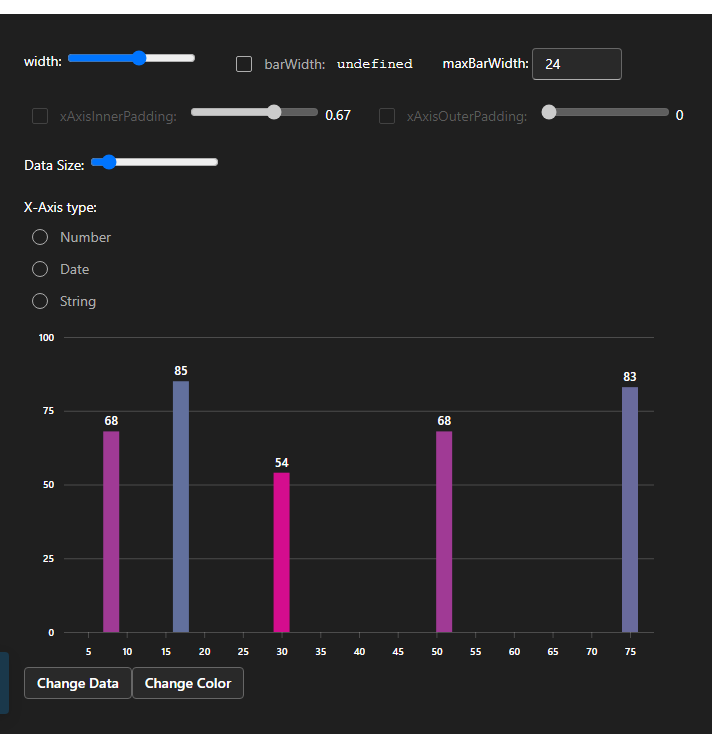 width: barWidth: undefined maxBarWidth: 24
xAxisInnerPadding: 0.67 xAxisOuterPadding: 0
Data Size:
X-Axis type:
Number
Date
String
100
85
83
75
68 68
54
50
25
0
5 10 15 20 25 30 35 40 45 50 55 60 65 70 75
Change Data Change Color